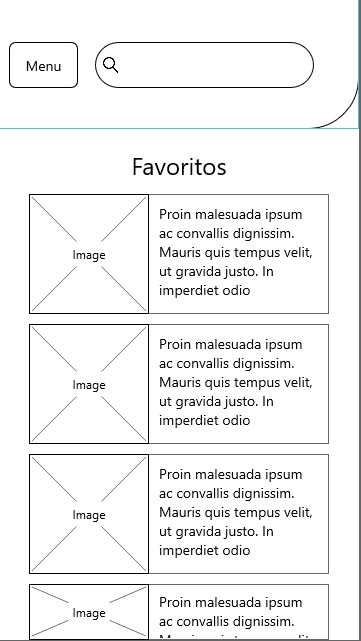 Menu
Favoritos
Image
Proin malesuada ipsum
ac convallis dignissim.
Mauris quis tempus velit,
ut gravida justo. In
imperdiet odio
Image
Proin malesuada ipsum
ac convallis dignissim.
Mauris quis tempus velit,
ut gravida justo. In
imperdiet odio
Image
Proin malesuada ipsum
ac convallis dignissim.
Mauris quis tempus velit,
ut gravida justo. In
imperdiet odio
Image
Proin malesuada ipsum
ac convallis dignissim.